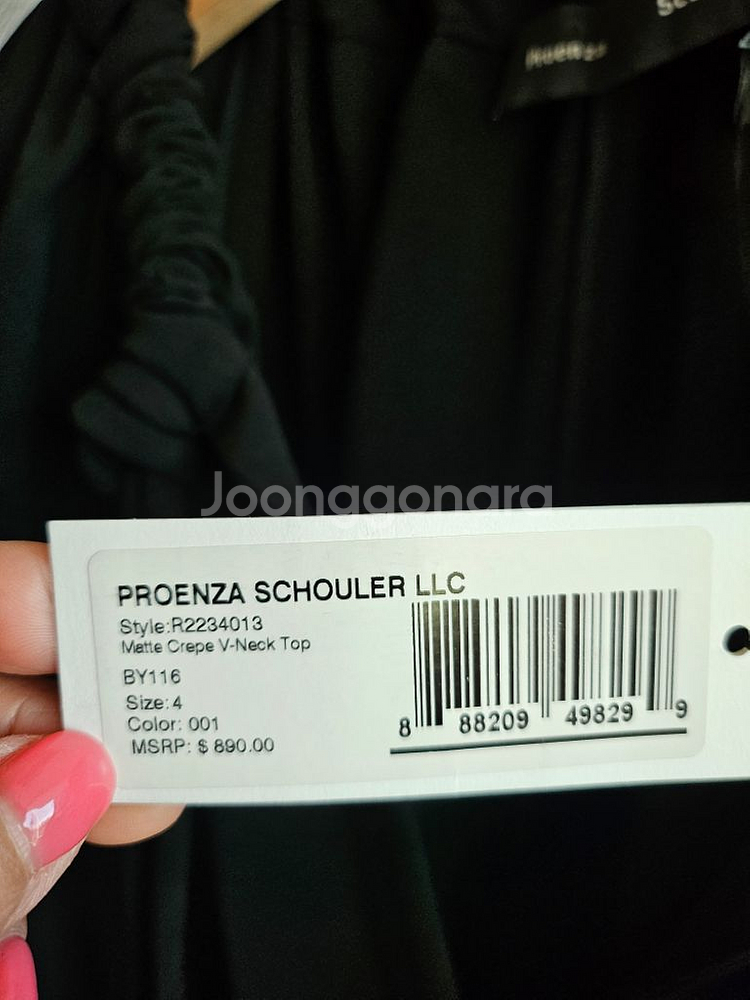 Joonggonara
PROENZA SCHOULER LLC
Style:R2234013
Matte Crepe V-Neck Top
BY116
Size: 4
Color: 001
MSRP: $ 890.00
8 88209 49829 9